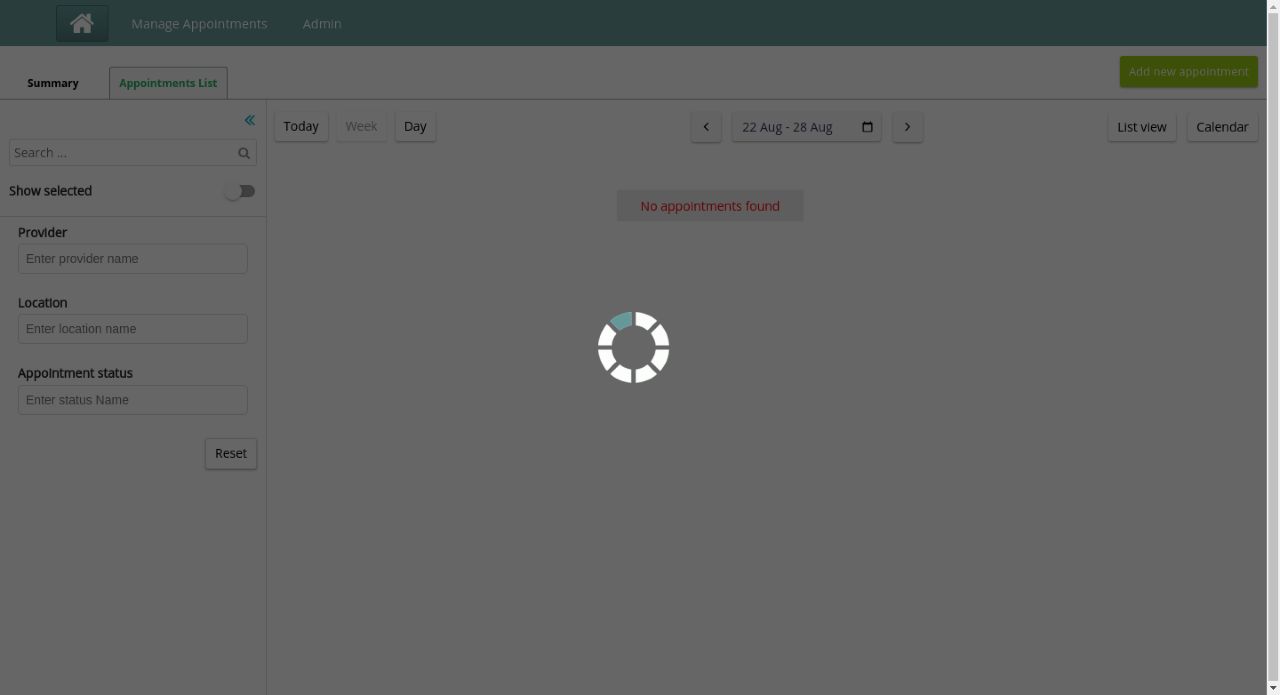 Manage Appointments
Admin
Summary
Appointments List
Add new appointment
Search ...
Show selected
Provider
Enter provider name
Location
Enter location name
Appointment status
Enter status Name
Reset
Today
Week
Day
22 Aug - 28 Aug
List view
Calendar
No appointments found